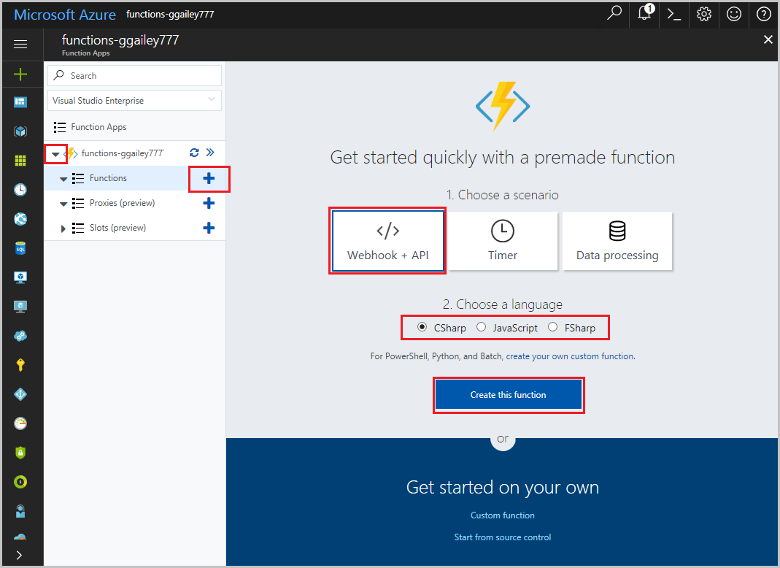 Microsoft Azure functions-ggailey777
1
functions-ggailey777
Function Apps
Search
Visual Studio Enterprise
Function Apps
functions-ggailey777
Functions
Proxies (preview)
Slots (preview)
Get started quickly with a premade function
1. Choose a scenario
Webhook + API
Timer
Data processing
2. Choose a language
CSharp JavaScript FSharp
For PowerShell, Python, and Batch, create your own custom function.
Create this function
or
Get started on your own
Custom function
Start from source control